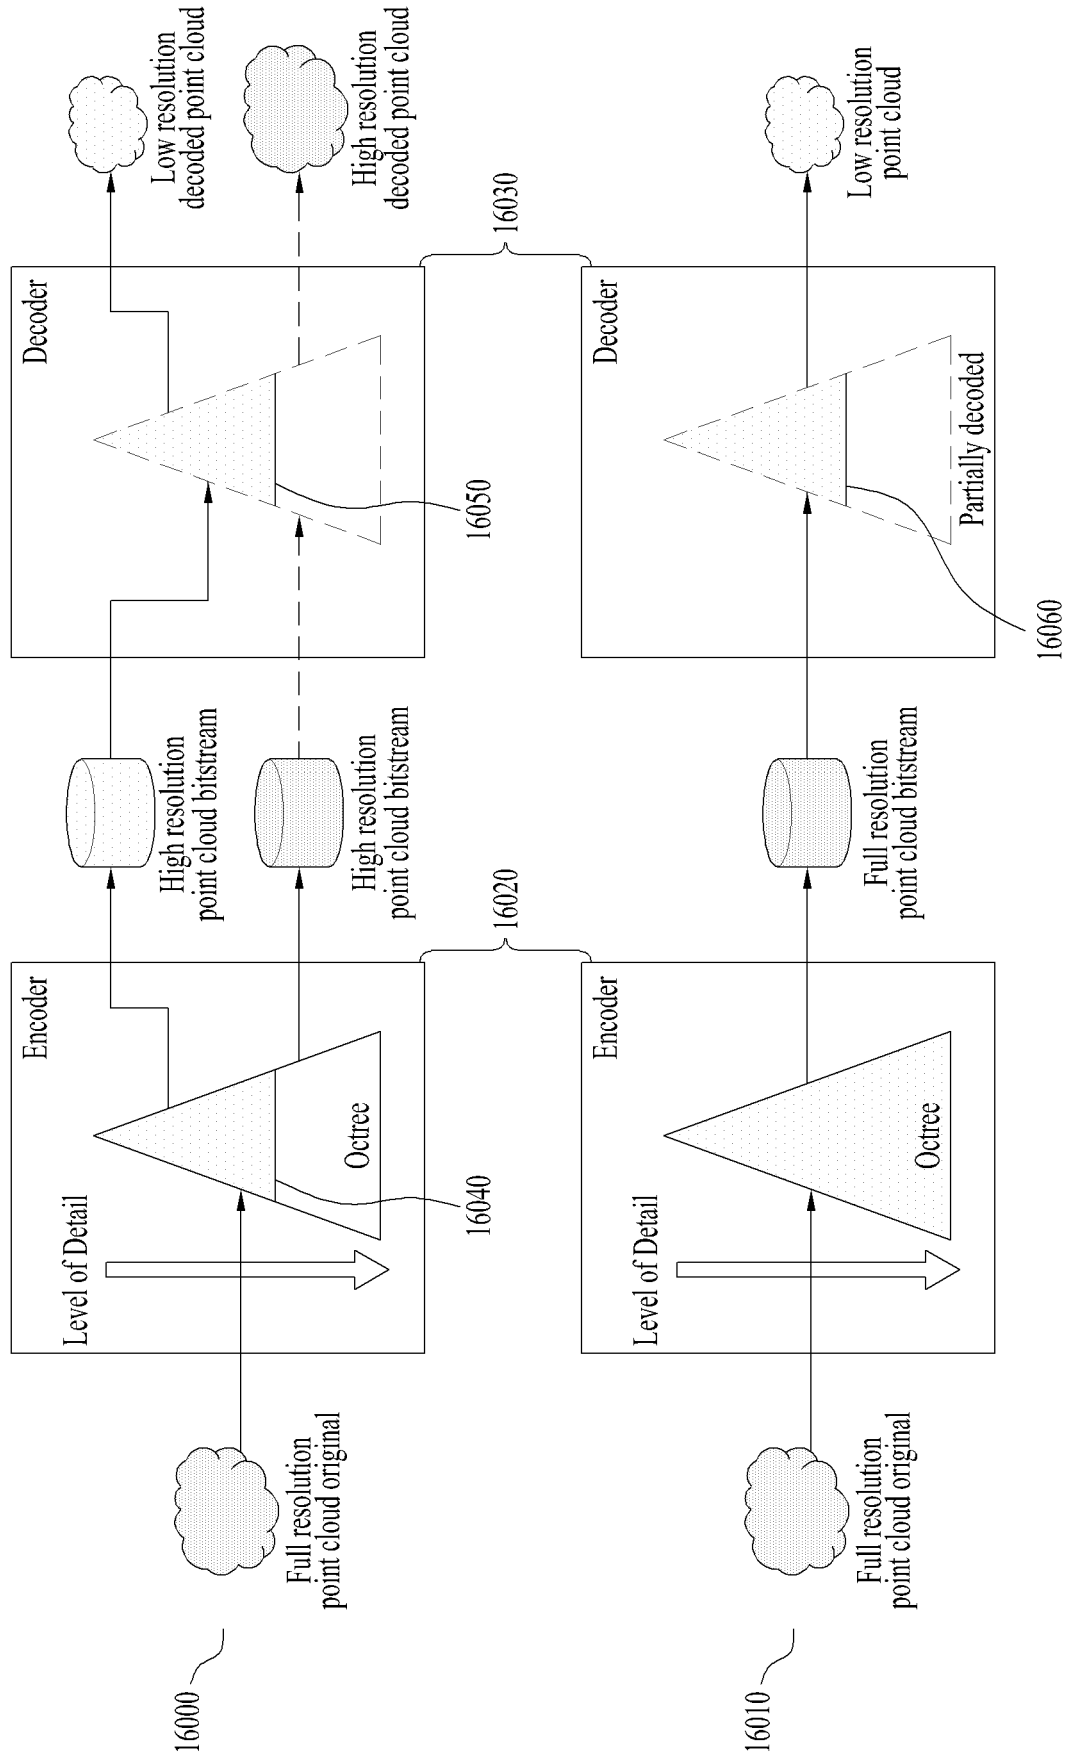 16000
Full resolution
point cloud original
Level of Detail
Encoder
Octree
16040
High resolution
point cloud bitstream
High resolution
point cloud bitstream
Decoder
16050
Low resolution
decoded point cloud
High resolution
decoded point cloud
16020
16030
16010
Full resolution
point cloud original
Level of Detail
Encoder
Octree
Full resolution
point cloud bitstream
Decoder
Partially decoded
16060
Low resolution
point cloud